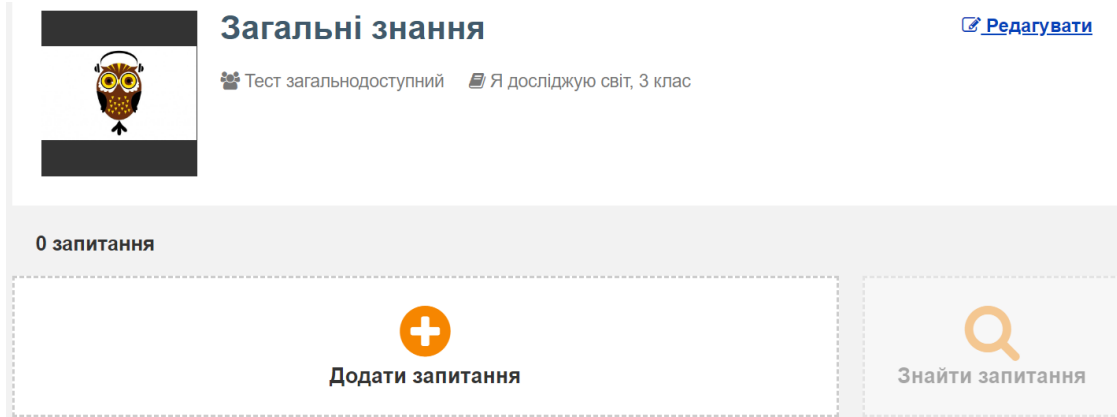 Загальні знання
Редагувати
Тест загальнодоступний Я досліджую світ, 3 клас
0 запитання
Додати запитання
Знайти запитання